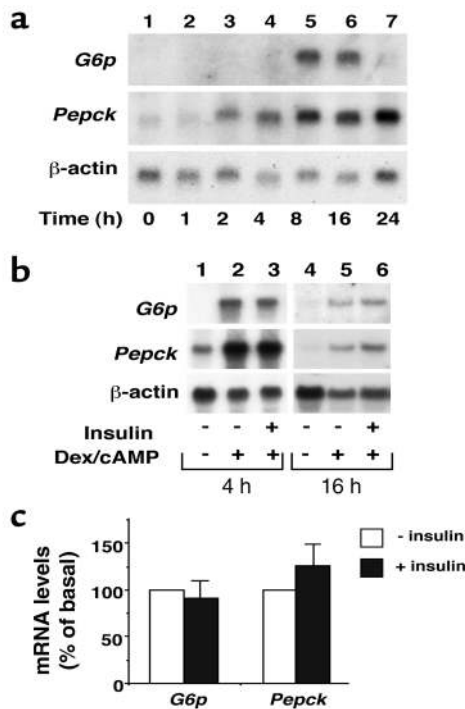 a
1 2 3 4 5 6 7
G6p
Pepck
β-actin
Time (h) 0 1 2 4 8 16 24
b
1 2 3 4 5 6
G6p
Pepck
β-actin
Insulin - - + - - +
Dex/cAMP - + + - + +
4 h 16 h
c
mRNA levels
(% of basal)
150
100
50
0
G6p Pepck
- insulin
+ insulin